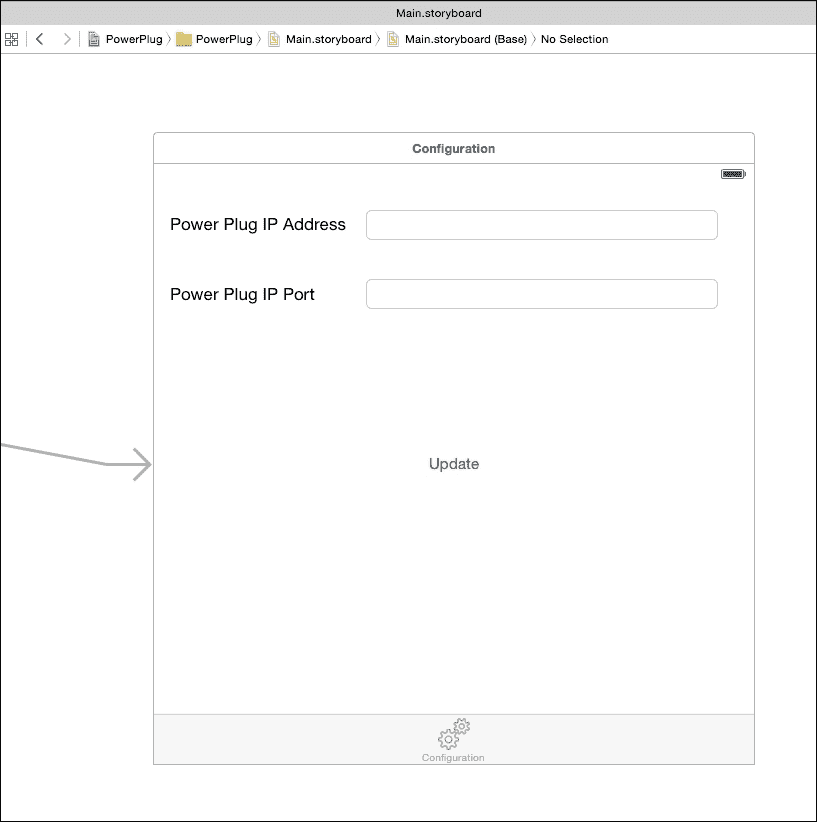 Main.storyboard
PowerPlug PowerPlug Main.storyboard Main.storyboard (Base) No Selection
Configuration
Power Plug IP Address
Power Plug IP Port
Update
Configuration